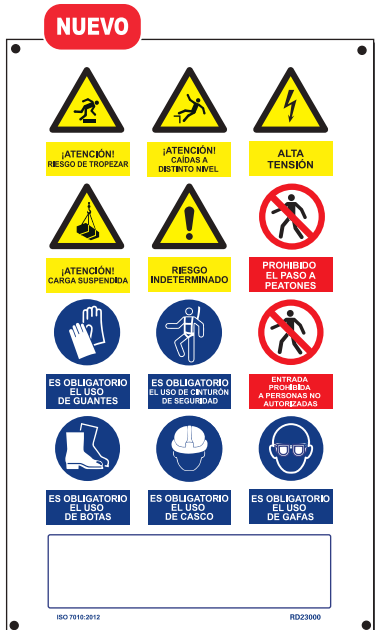 NUEVO
¡ATENCIÓN!
RIESGO DE TROPEZAR
¡ATENCIÓN!
CAÍDAS A
DISTINTO NIVEL
ALTA
TENSIÓN
¡ATENCIÓN!
CARGA SUSPENDIDA
RIESGO
INDETERMINADO
PROHIBIDO
EL PASO A
PEATONES
ES OBLIGATORIO
EL USO
DE GUANTES
ES OBLIGATORIO
EL USO DE CINTURÓN
DE SEGURIDAD
ENTRADA
PROHÍBIDA
A PERSONAS NO
AUTORIZADAS
ES OBLIGATORIO
EL USO
DE BOTAS
ES OBLIGATORIO
EL USO
DE CASCO
ES OBLIGATORIO
EL USO
DE GAFAS
ISO 7010:2012
RD23000